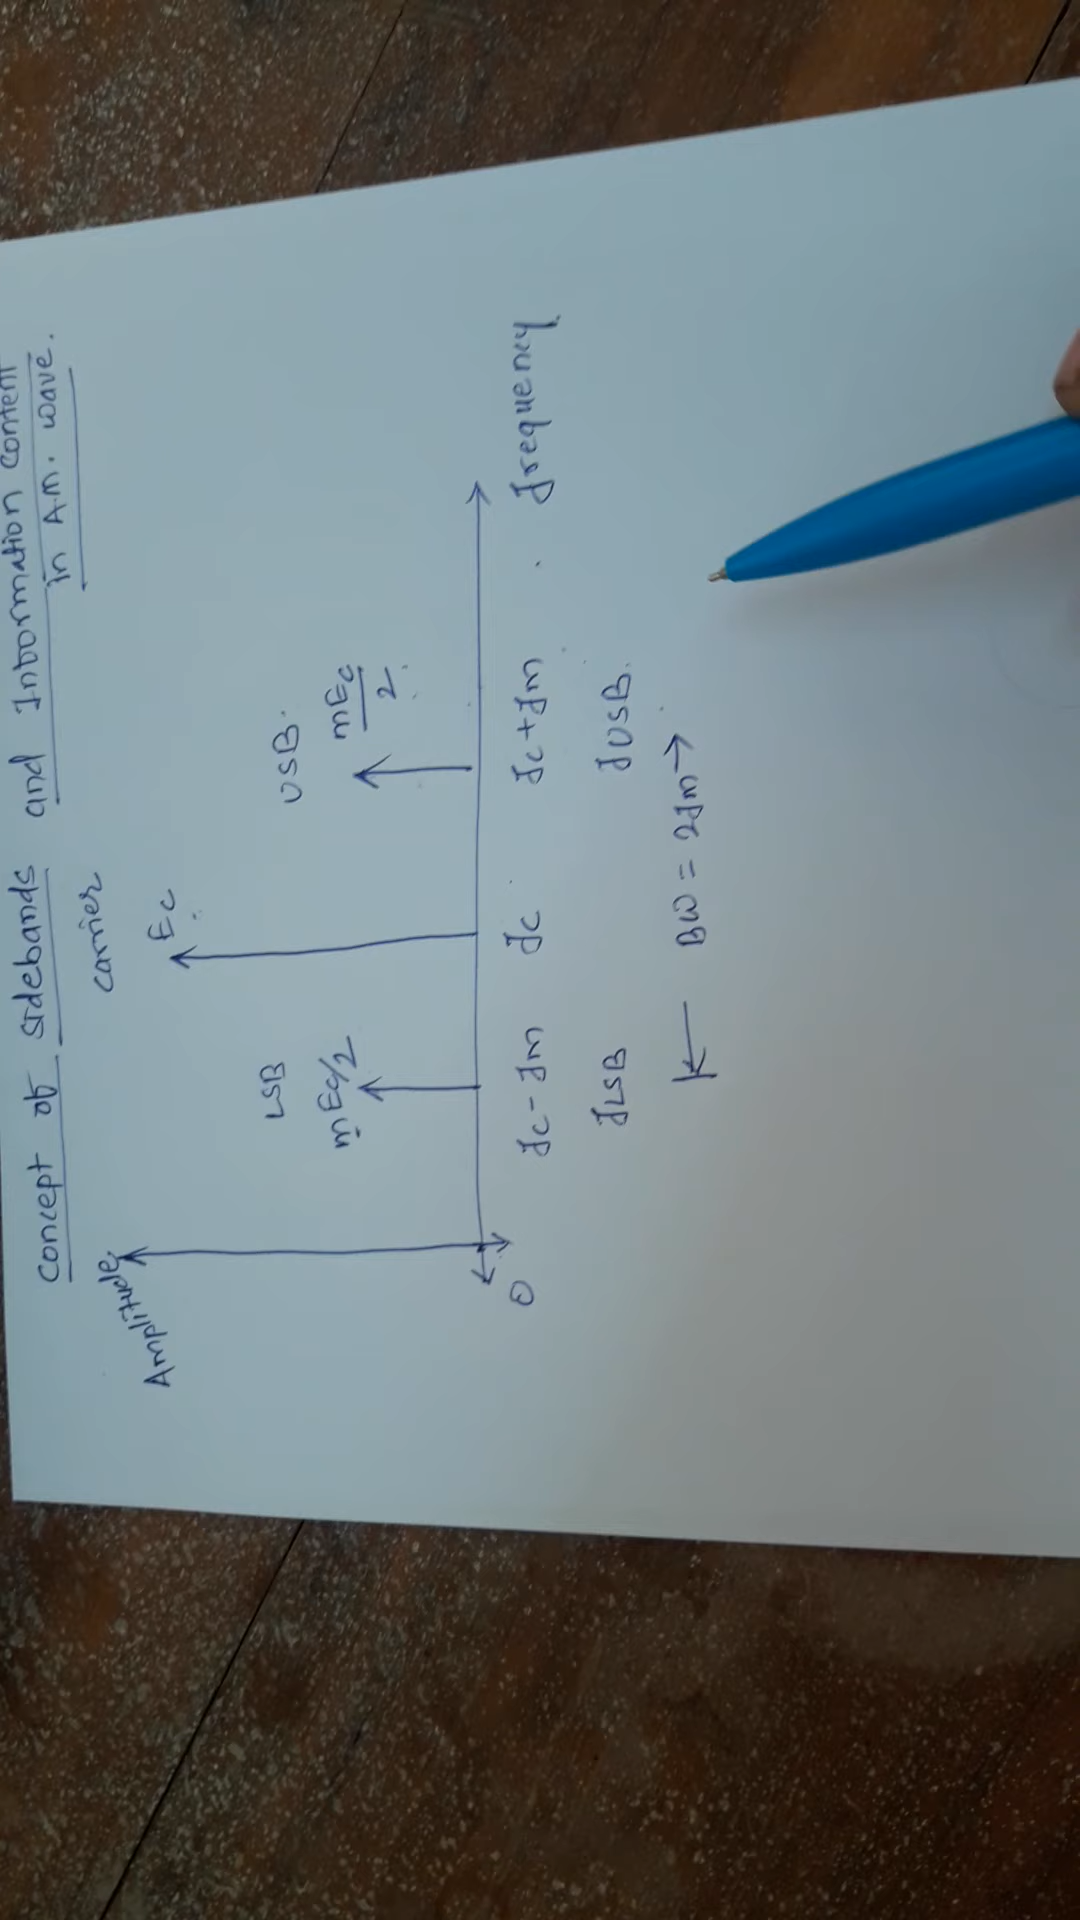 Concept of sidebands and Information content
in A.M. wave.
Amplitude
carrier
Ec
LSB
mEc/2
USB.
mEc
2
0
fc - fm
fc
fc + fm
frequency
fLSB
fUSB
BW = 2fm